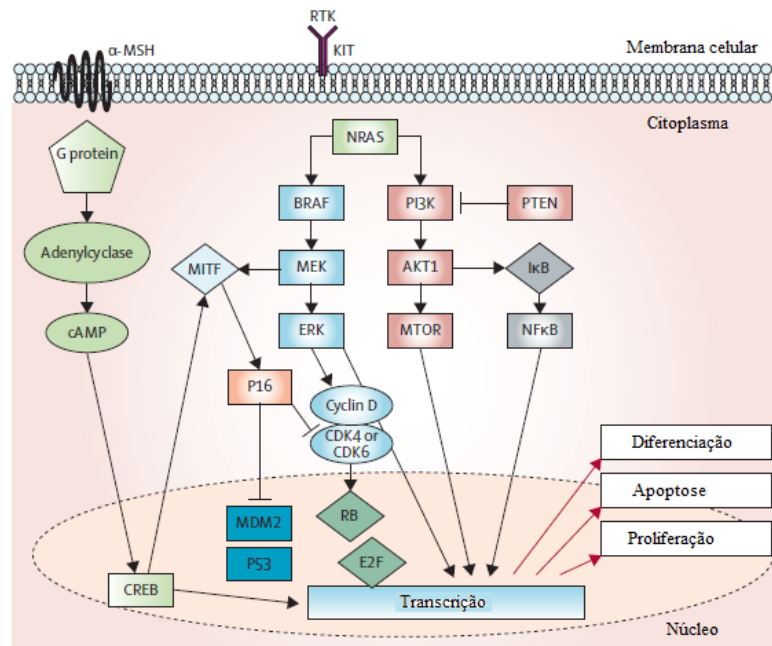 RTK
α-MSH
KIT
Membrana celular
Citoplasma
G protein
NRAS
BRAF
PI3K
PTEN
Adenylcyclase
MITF
MEK
AKT1
IκB
cAMP
ERK
MTOR
NFκB
P16
Cyclin D
CDK4 or
CDK6
Diferenciação
Apoptose
Proliferação
MDM2
RB
P53
E2F
CREB
Transcrição
Núcleo